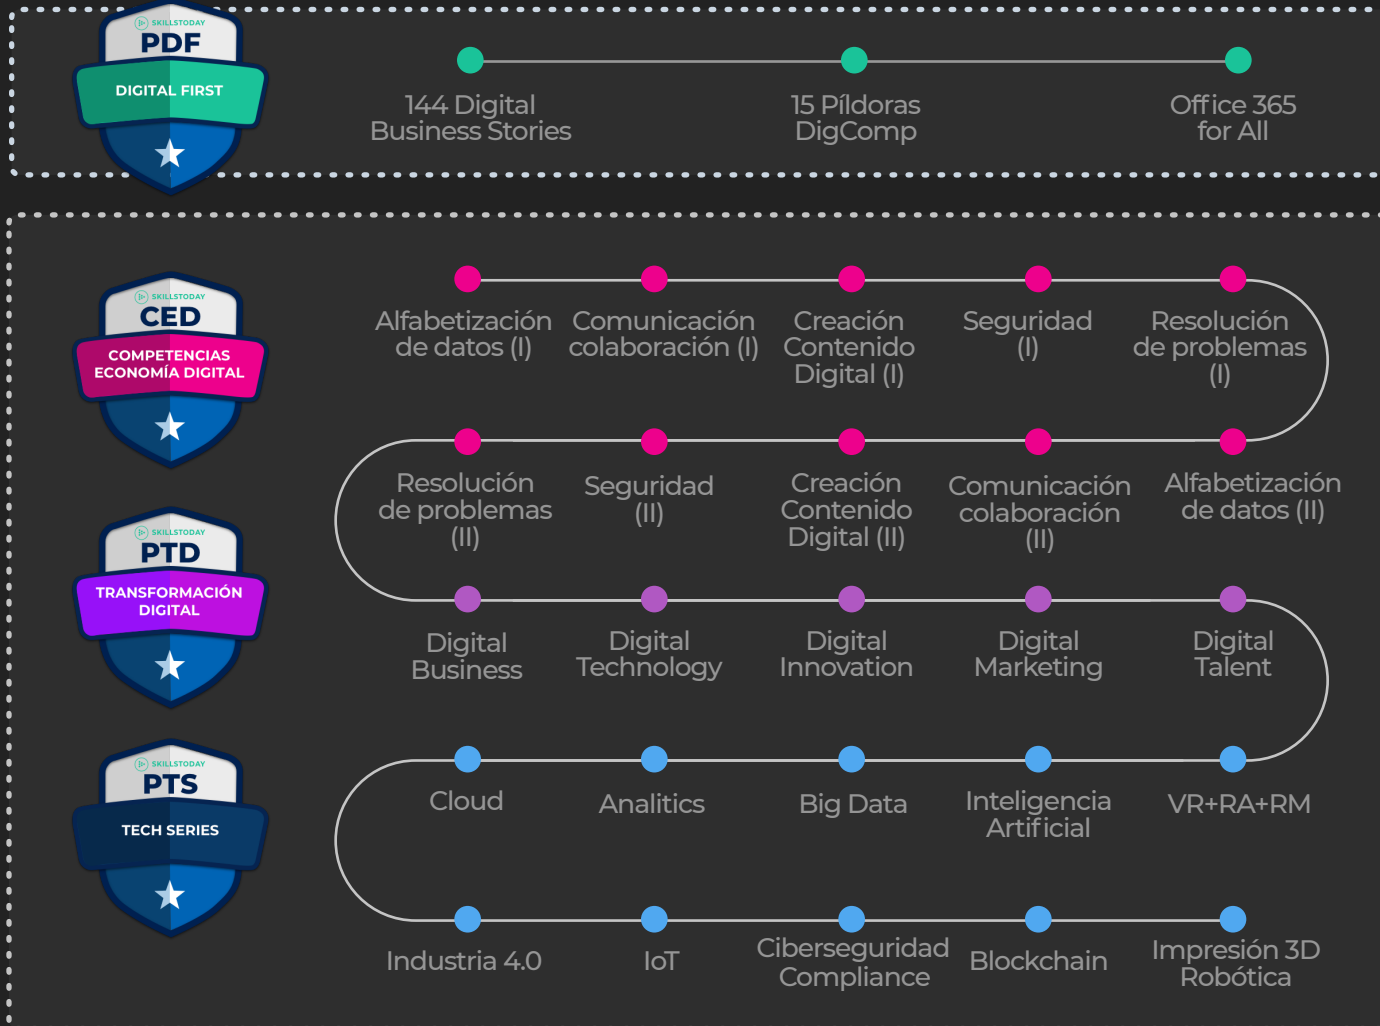 SKILLSTODAY
PDF
DIGITAL FIRST
144 Digital
Business Stories
15 Píldoras
DigComp
Office 365
for All
SKILLSTODAY
CED
COMPETENCIAS
ECONOMÍA DIGITAL
Alfabetización
de datos (I)
Comunicación
colaboración (I)
Creación
Contenido
Digital (I)
Seguridad
(I)
Resolución
de problemas
(I)
Resolución
de problemas
(II)
Seguridad
(II)
Creación
Contenido
Digital (II)
Comunicación
colaboración
(II)
Alfabetización
de datos (II)
SKILLSTODAY
PTD
TRANSFORMACIÓN
DIGITAL
Digital
Business
Digital
Technology
Digital
Innovation
Digital
Marketing
Digital
Talent
SKILLSTODAY
PTS
TECH SERIES
Cloud
Analitics
Big Data
Inteligencia
Artificial
VR+RA+RM
Industria 4.0
IoT
Ciberseguridad
Compliance
Blockchain
Impresión 3D
Robótica